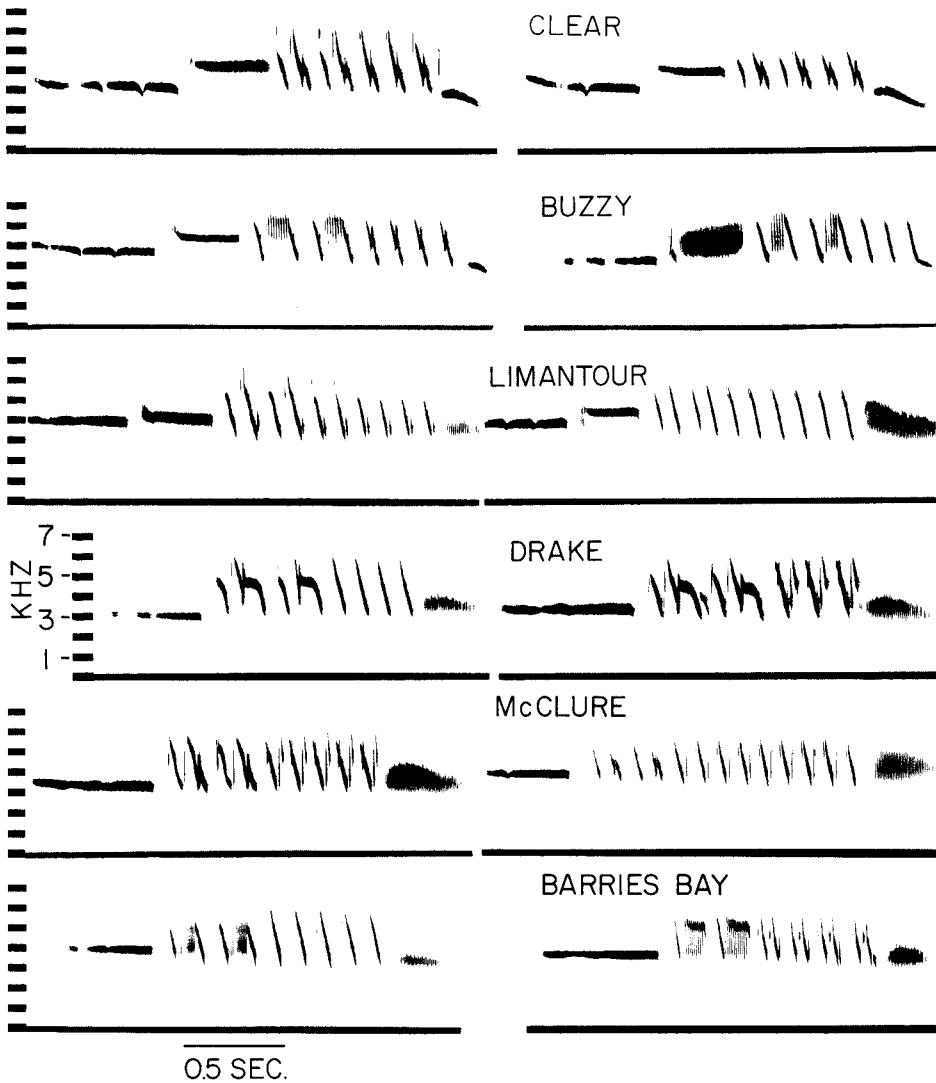 CLEAR
BUZZY
LIMANTOUR
7
KHZ
5
3
1
DRAKE
McCLURE
BARRIES BAY
0.5 SEC.